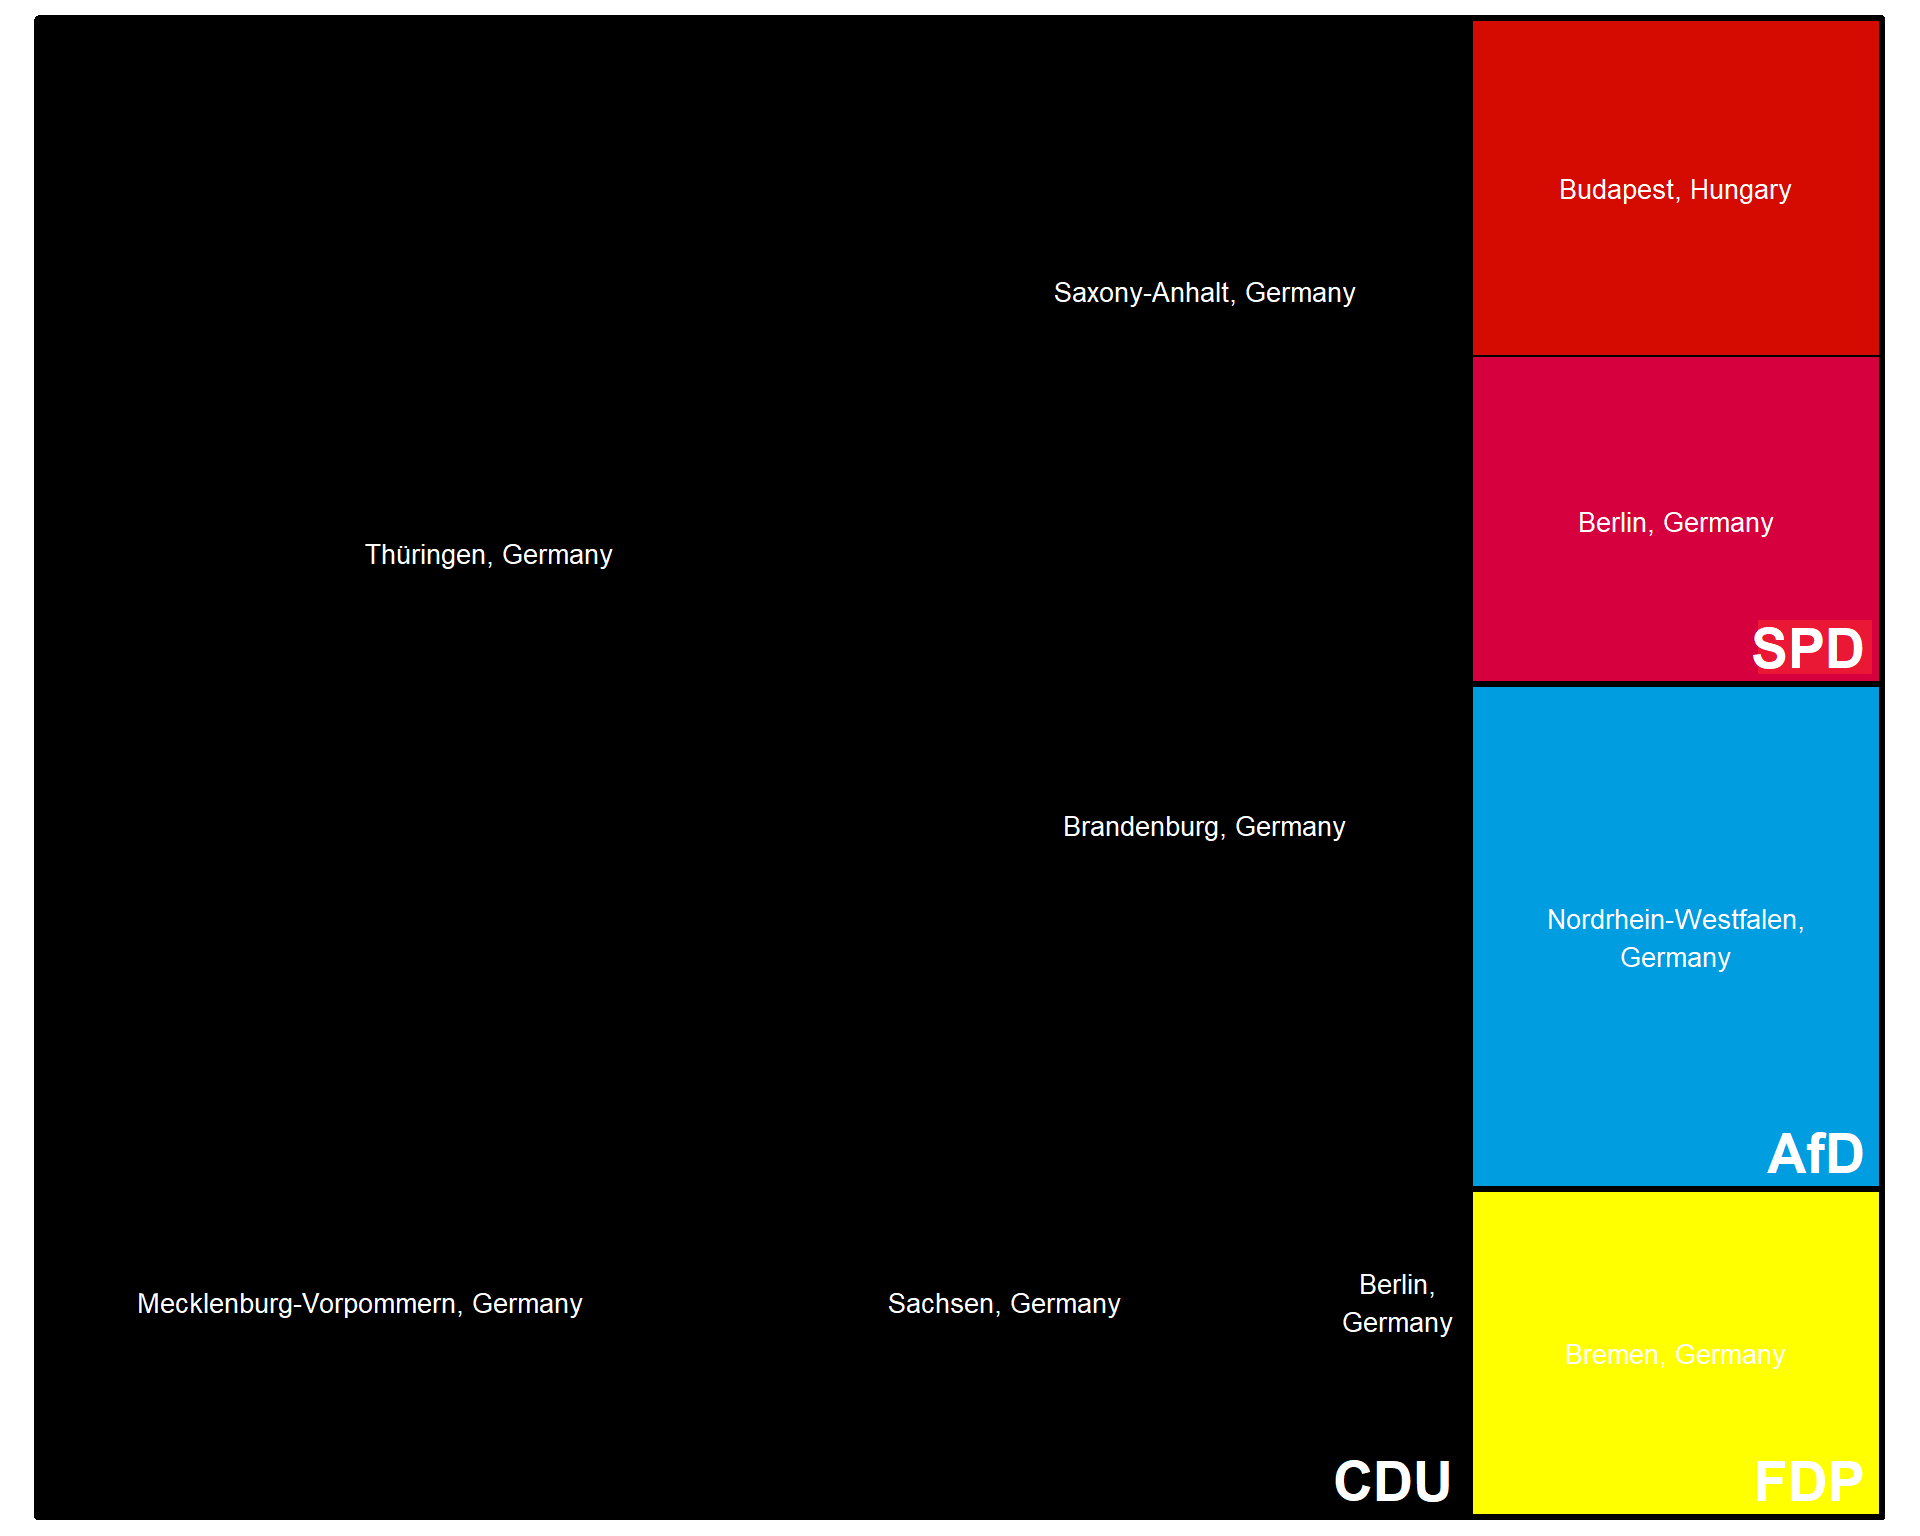 Budapest, Hungary
Saxony-Anhalt, Germany
Berlin, Germany
Thüringen, Germany
SPD
Brandenburg, Germany
Nordrhein-Westfalen,
Germany
AfD
Mecklenburg-Vorpommern, Germany
Sachsen, Germany
Berlin,
Germany
Bremen, Germany
CDU
FDP